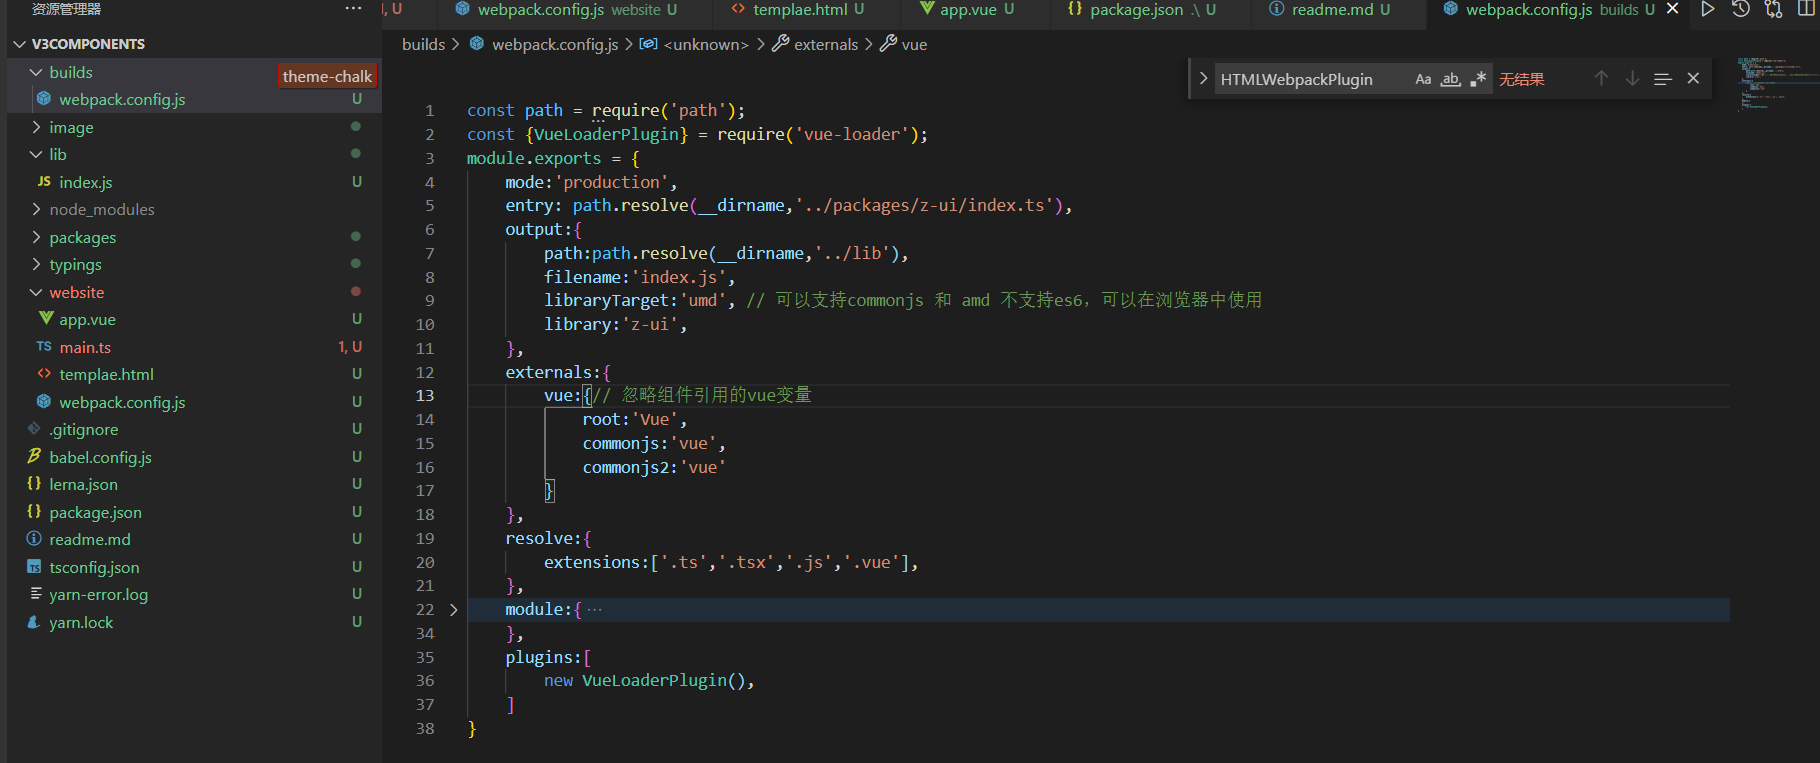 资源管理器 ···
V3COMPONENTS
builds
theme-chalk
webpack.config.js U
image
lib
JS index.js U
node_modules
packages
typings
website
app.vue U
TS main.ts 1, U
templae.html U
webpack.config.js U
.gitignore U
babel.config.js U
lerna.json U
package.json U
readme.md U
TS tsconfig.json U
yarn-error.log U
yarn.lock U
l, U webpack.config.js website U templae.html U app.vue U package.json .\ U readme.md U webpack.config.js builds U
builds > webpack.config.js > <unknown> > externals > vue
HTMLWebpackPlugin Aa ab 无结果
1 const path = require('path');
2 const {VueLoaderPlugin} = require('vue-loader');
3 module.exports = {
4 mode:'production',
5 entry: path.resolve(__dirname,'../packages/z-ui/index.ts'),
6 output:{
7 path:path.resolve(__dirname,'../lib'),
8 filename:'index.js',
9 libraryTarget:'umd', // 可以支持commonjs 和 amd 不支持es6，可以在浏览器中使用
10 library:'z-ui',
11 },
12 externals:{
13 vue:{// 忽略组件引用的vue变量
14 root:'Vue',
15 commonjs:'vue',
16 commonjs2:'vue'
17 }
18 },
19 resolve:{
20 extensions:['.ts','.tsx','.js','.vue'],
21 },
22 module:{ ···
34 },
35 plugins:[
36 new VueLoaderPlugin(),
37 ]
38 }